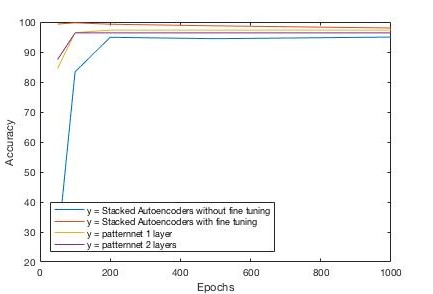 100
90
80
70
60
50
40
30
20
Accuracy
y = Stacked Autoencoders without fine tuning
y = Stacked Autoencoders with fine tuning
y = patternnet 1 layer
y = patternnet 2 layers
0 200 400 600 800 1000
Epochs